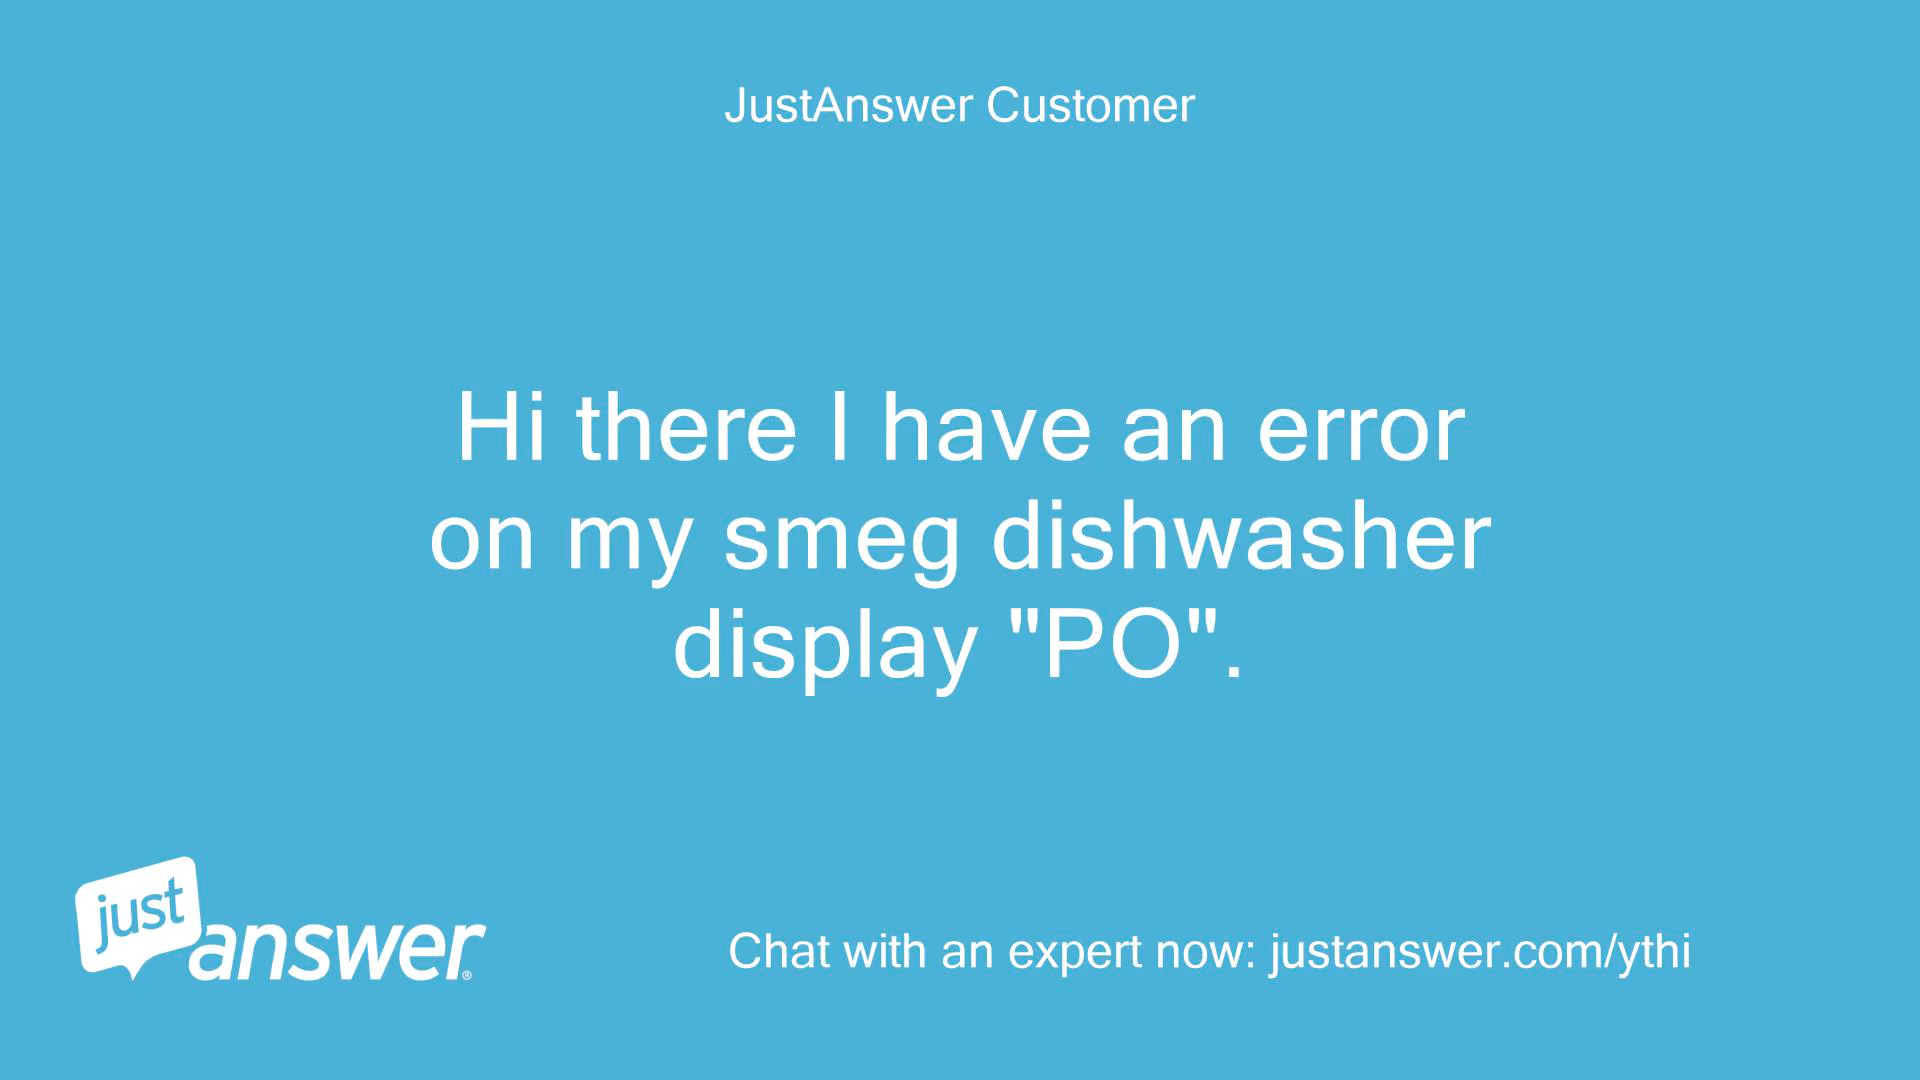 JustAnswer Customer
Hi there I have an error
on my smeg dishwasher
display "PO".
just
answer®
Chat with an expert now: justanswer.com/ythi